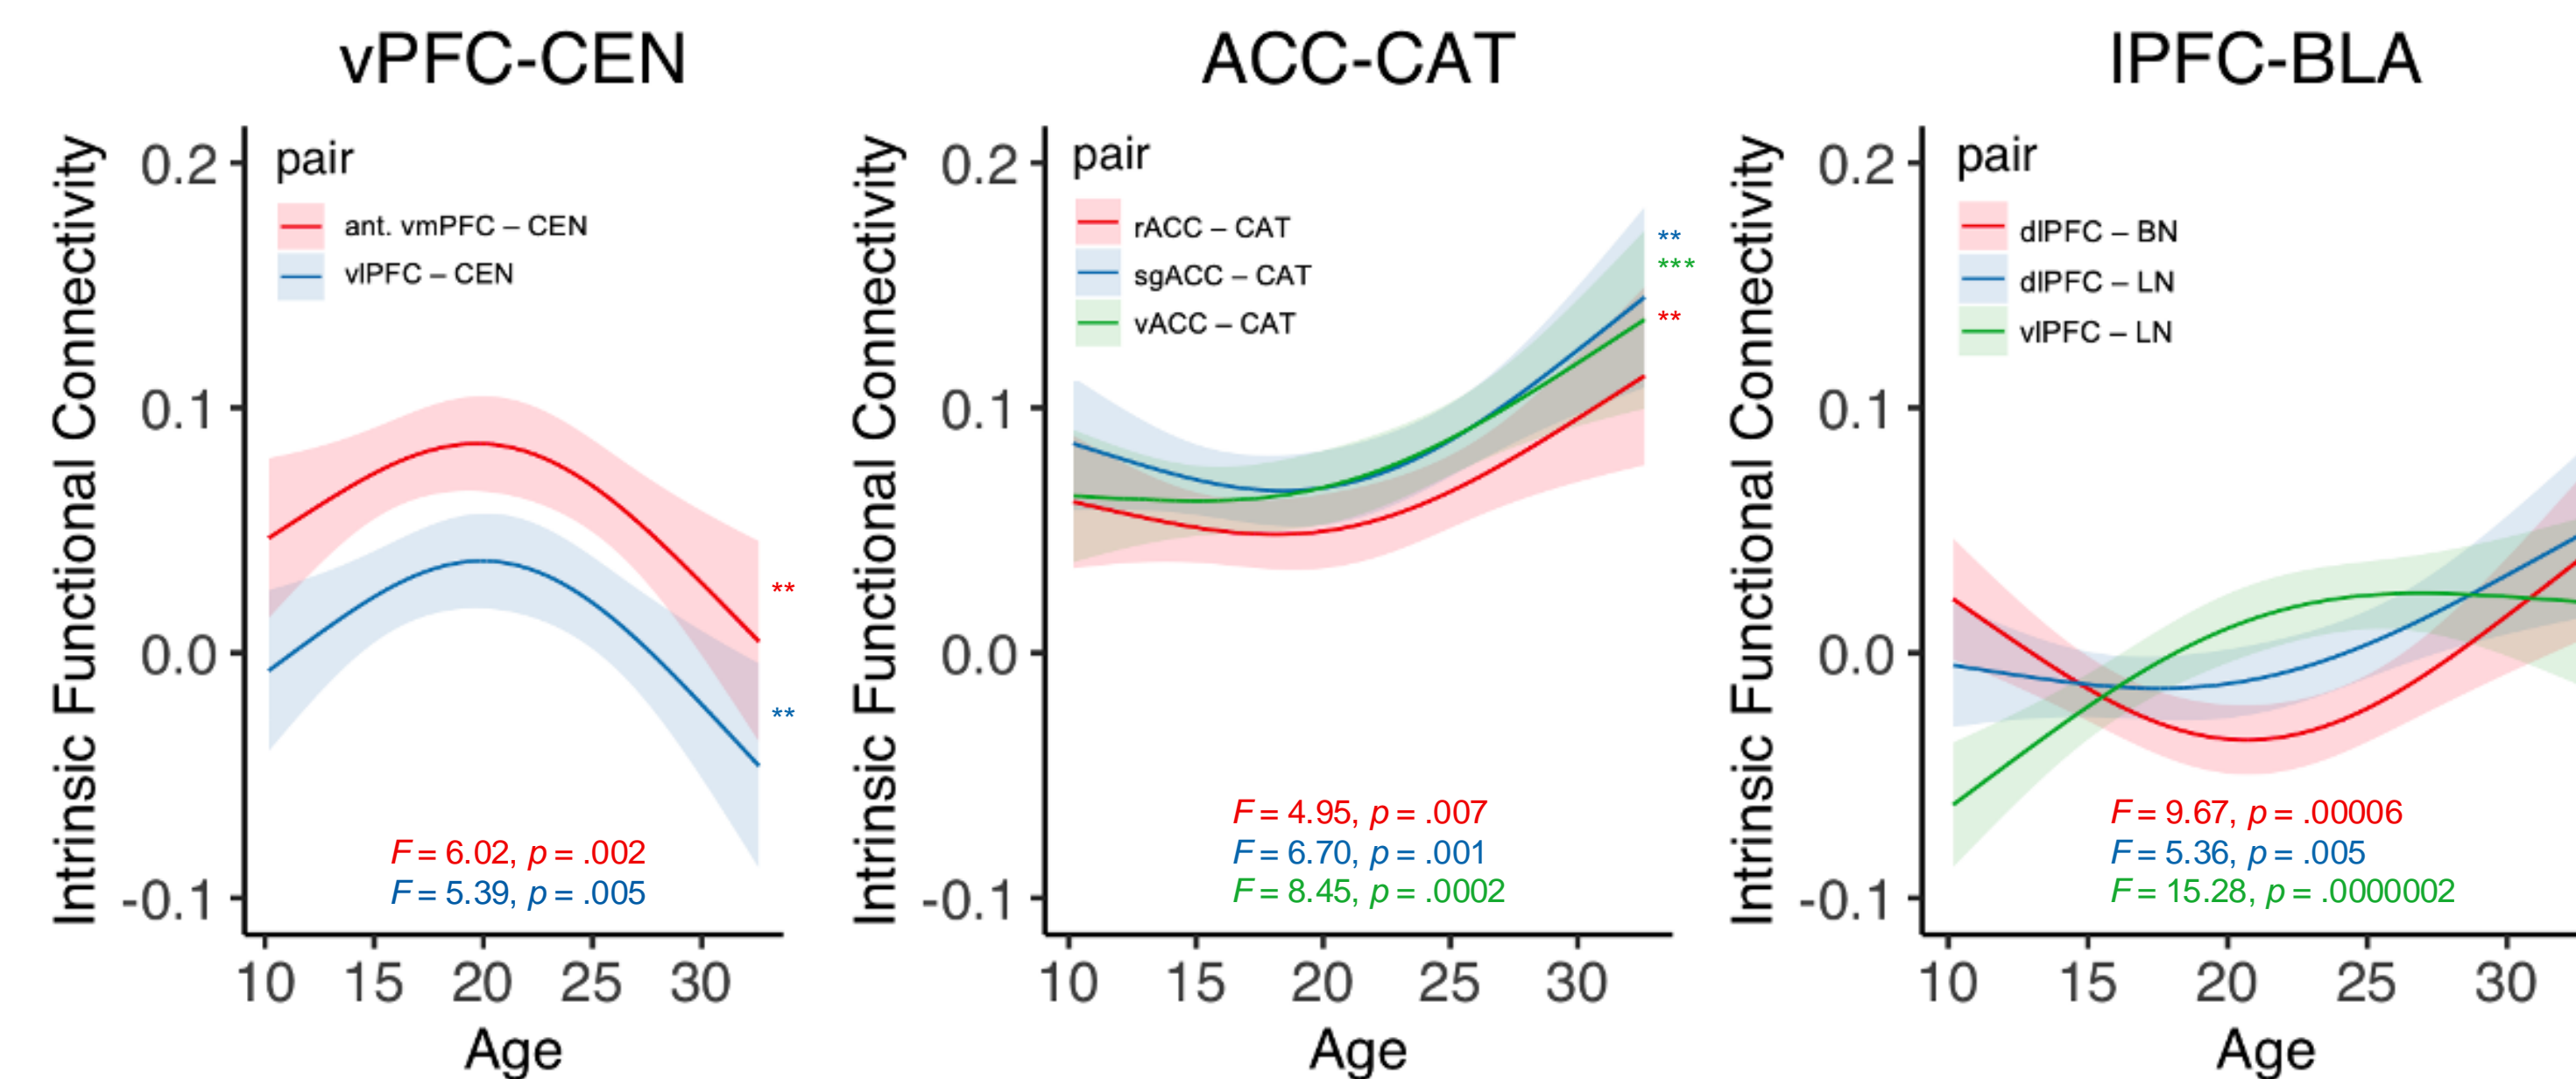 vPFC-CEN
Intrinsic Functional Connectivity
0.2
0.1
0.0
-0.1
pair
ant. vmPFC – CEN
vlPFC – CEN
**
**
F = 6.02, p = .002
F = 5.39, p = .005
10 15 20 25 30
Age
ACC-CAT
Intrinsic Functional Connectivity
0.2
0.1
0.0
-0.1
pair
rACC – CAT
sgACC – CAT
vACC – CAT
**
***
**
F = 4.95, p = .007
F = 6.70, p = .001
F = 8.45, p = .0002
10 15 20 25 30
Age
lPFC-BLA
Intrinsic Functional Connectivity
0.2
0.1
0.0
-0.1
pair
dlPFC – BN
dlPFC – LN
vlPFC – LN
F = 9.67, p = .00006
F = 5.36, p = .005
F = 15.28, p = .0000002
10 15 20 25 30
Age